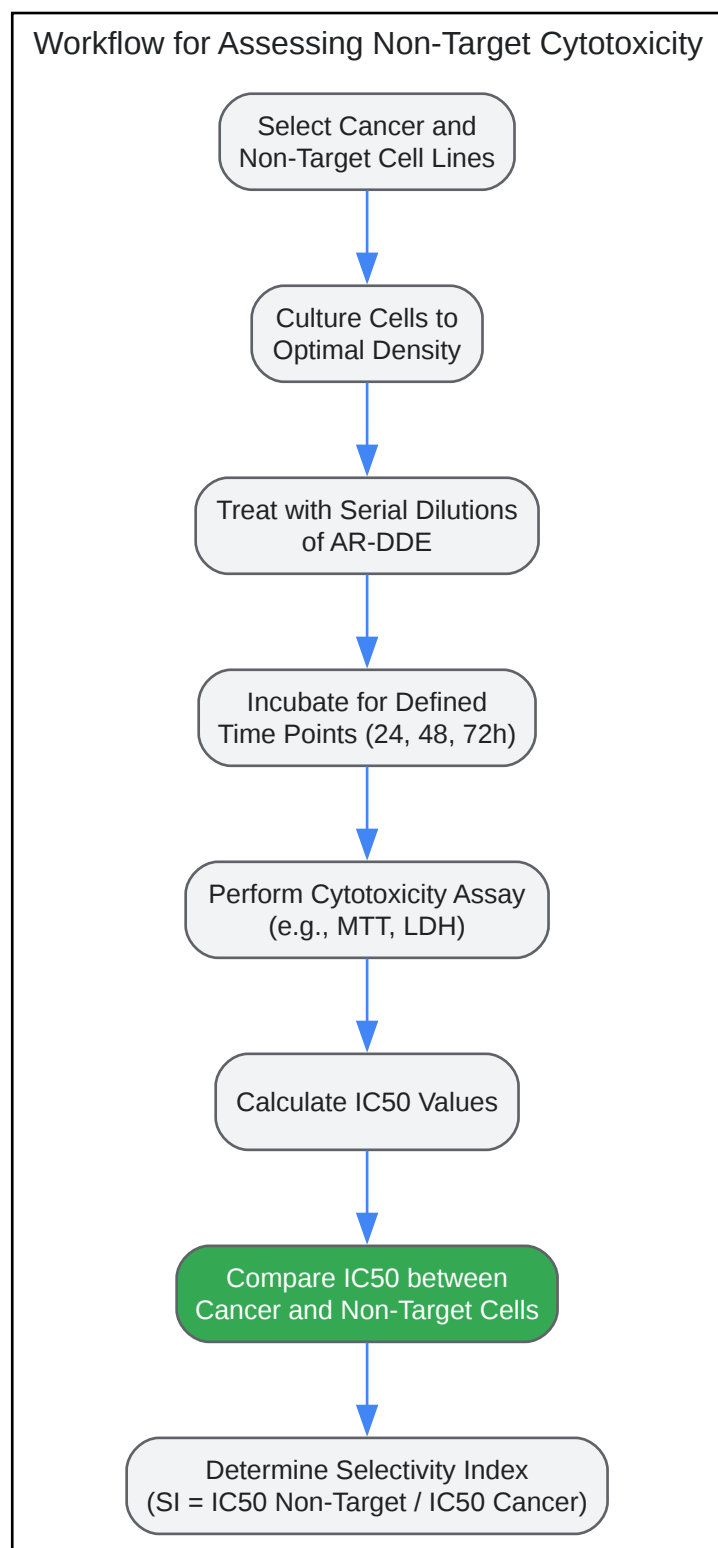 Workflow for Assessing Non-Target Cytotoxicity
Select Cancer and
Non-Target Cell Lines
Culture Cells to
Optimal Density
Treat with Serial Dilutions
of AR-DDE
Incubate for Defined
Time Points (24, 48, 72h)
Perform Cytotoxicity Assay
(e.g., MTT, LDH)
Calculate IC50 Values
Compare IC50 between
Cancer and Non-Target Cells
Determine Selectivity Index
(SI = IC50 Non-Target / IC50 Cancer)